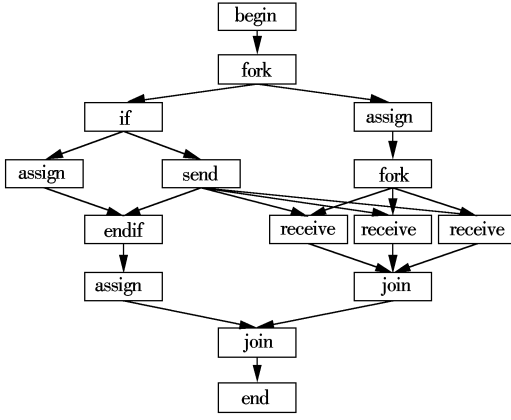 begin
fork
if
assign
assign
send
fork
endif
receive
receive
receive
assign
join
join
end